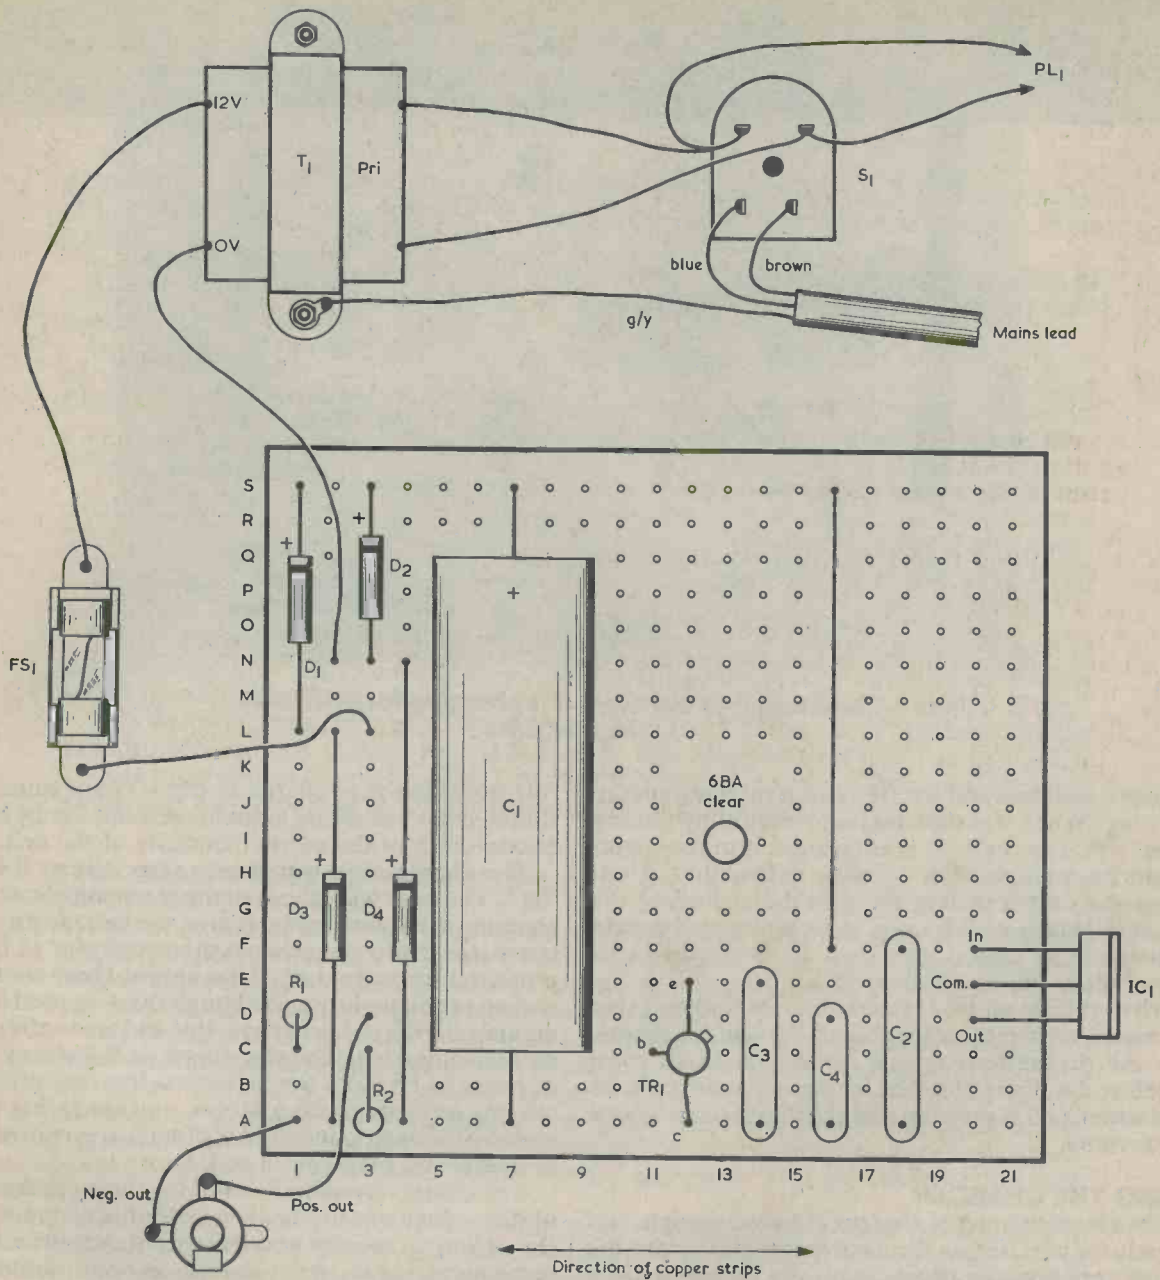 PL1
12V
T1
Pri
S1
0V
blue
brown
g/y
Mains lead
S
R
+
+
Q
D2
P
+
O
N
D1
FS1
M
L
K
6BA
clear
J
C1
I
+
+
H
G
D3
D4
F
In
E
e
Com.
IC1
R1
D
Out
C
b
C3
C2
C4
B
TR1
R2
A
c
1
3
5
7
9
11
13
15
17
19
21
Neg. out
Pos. out
Direction of copper strips